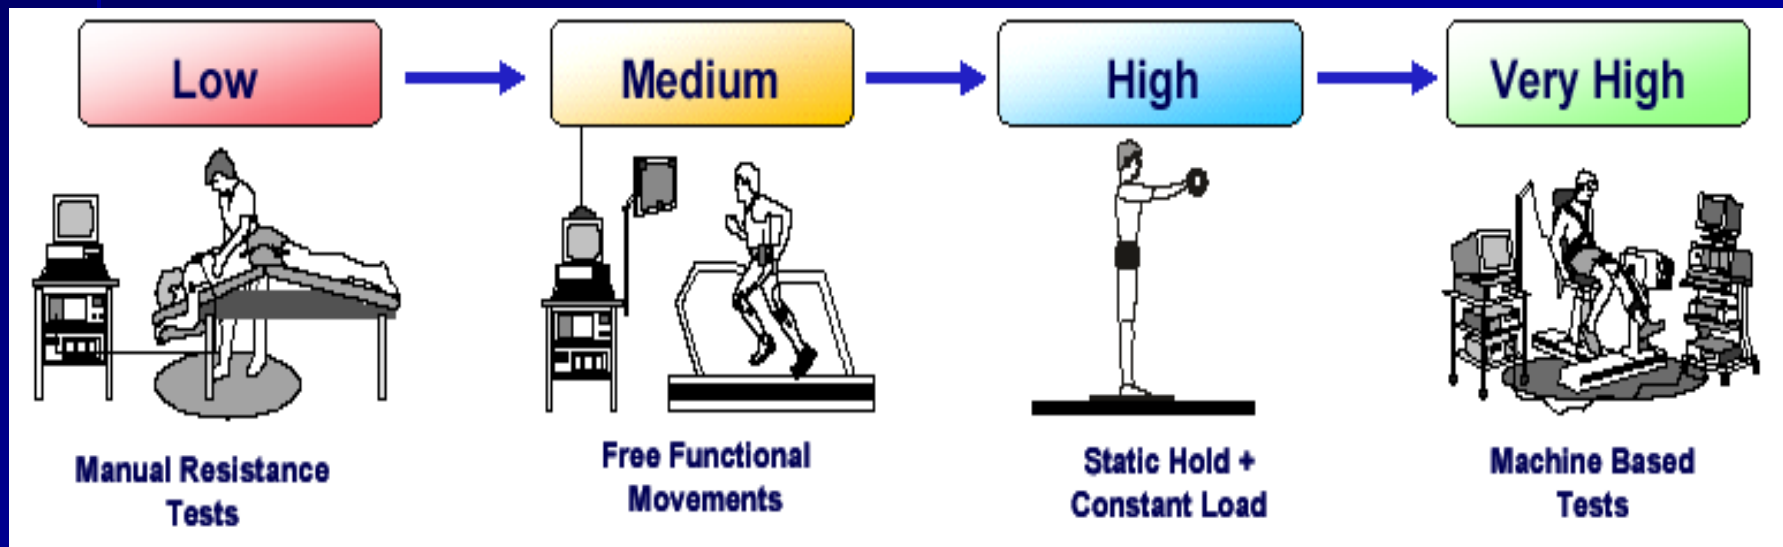 Low
Medium
High
Very High
Manual Resistance
Tests
Free Functional
Movements
Static Hold +
Constant Load
Machine Based
Tests